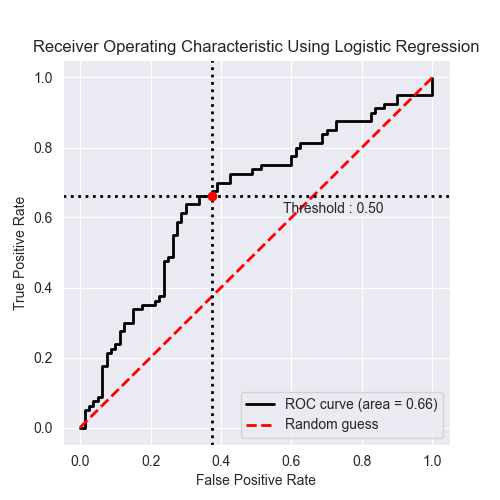 Receiver Operating Characteristic Using Logistic Regression
1.0
0.8
0.6
0.4
0.2
0.0
True Positive Rate
Threshold : 0.50
ROC curve (area = 0.66)
Random guess
0.0 0.2 0.4 0.6 0.8 1.0
False Positive Rate